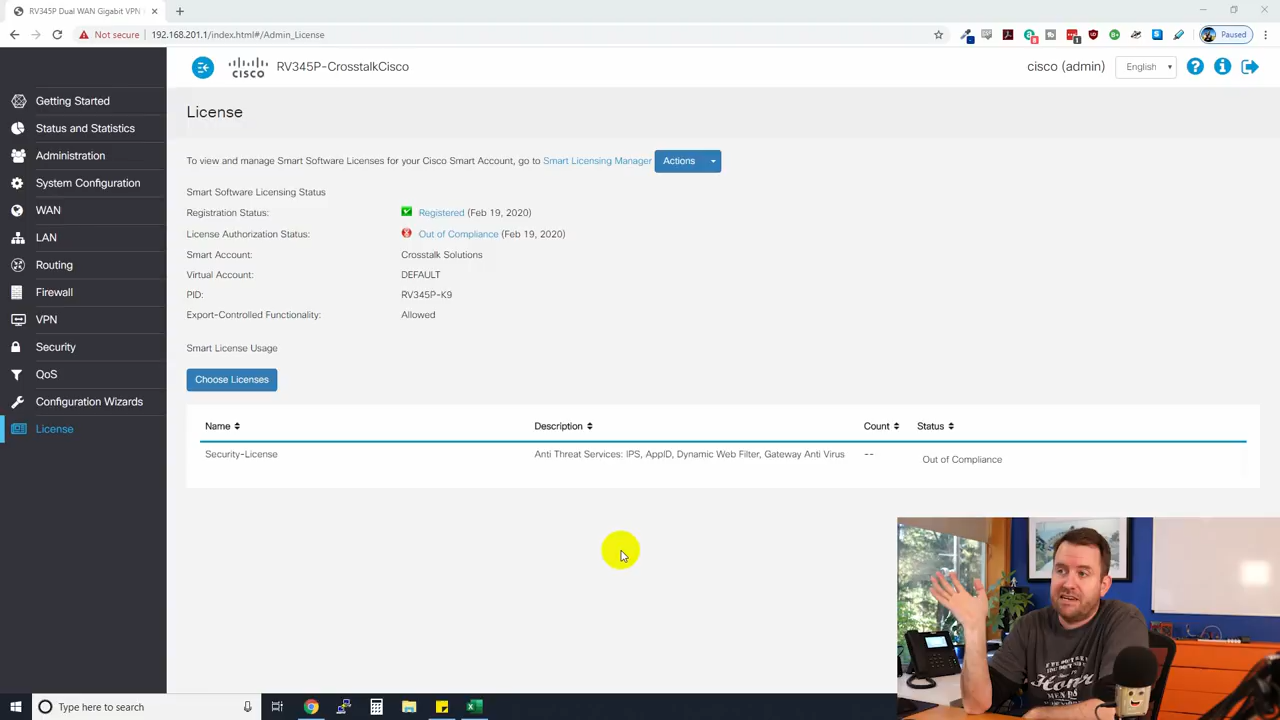 RV345P Dual WAN Gigabit VPN
Not secure
192.168.201.1/index.html#/Admin_License
Paused
CISCO
RV345P-CrosstalkCisco
cisco (admin)
English
Getting Started
Status and Statistics
Administration
System Configuration
WAN
LAN
Routing
Firewall
VPN
Security
QoS
Configuration Wizards
License
License
To view and manage Smart Software Licenses for your Cisco Smart Account, go to Smart Licensing Manager
Actions
Smart Software Licensing Status
Registration Status: Registered (Feb 19, 2020)
License Authorization Status: Out of Compliance (Feb 19, 2020)
Smart Account: Crosstalk Solutions
Virtual Account: DEFAULT
PID: RV345P-K9
Export-Controlled Functionality: Allowed
Smart License Usage
Choose Licenses
Name Description Count Status
Security-License Anti Threat Services: IPS, AppID, Dynamic Web Filter, Gateway Anti Virus -- Out of Compliance
Type here to search